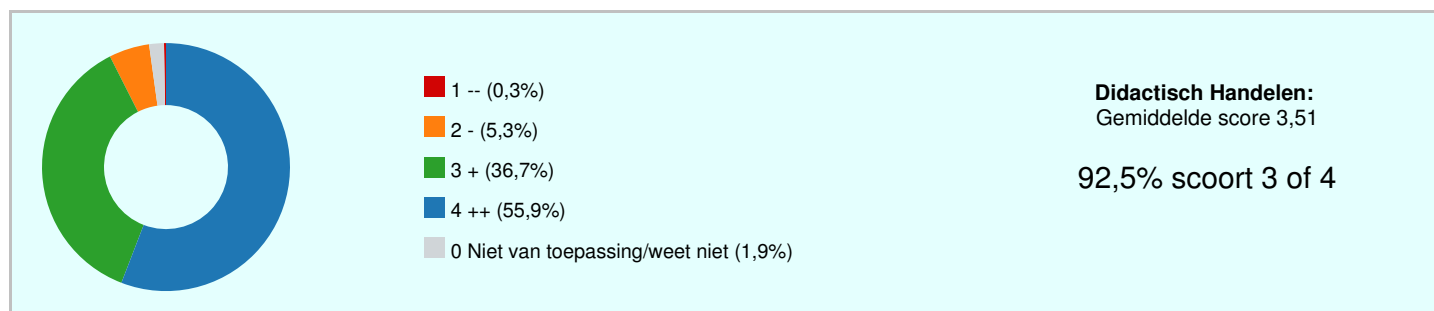 1 -- (0,3%)
2 - (5,3%)
3 + (36,7%)
4 ++ (55,9%)
0 Niet van toepassing/weet niet (1,9%)
Didactisch Handelen:
Gemiddelde score 3,51
92,5% scoort 3 of 4